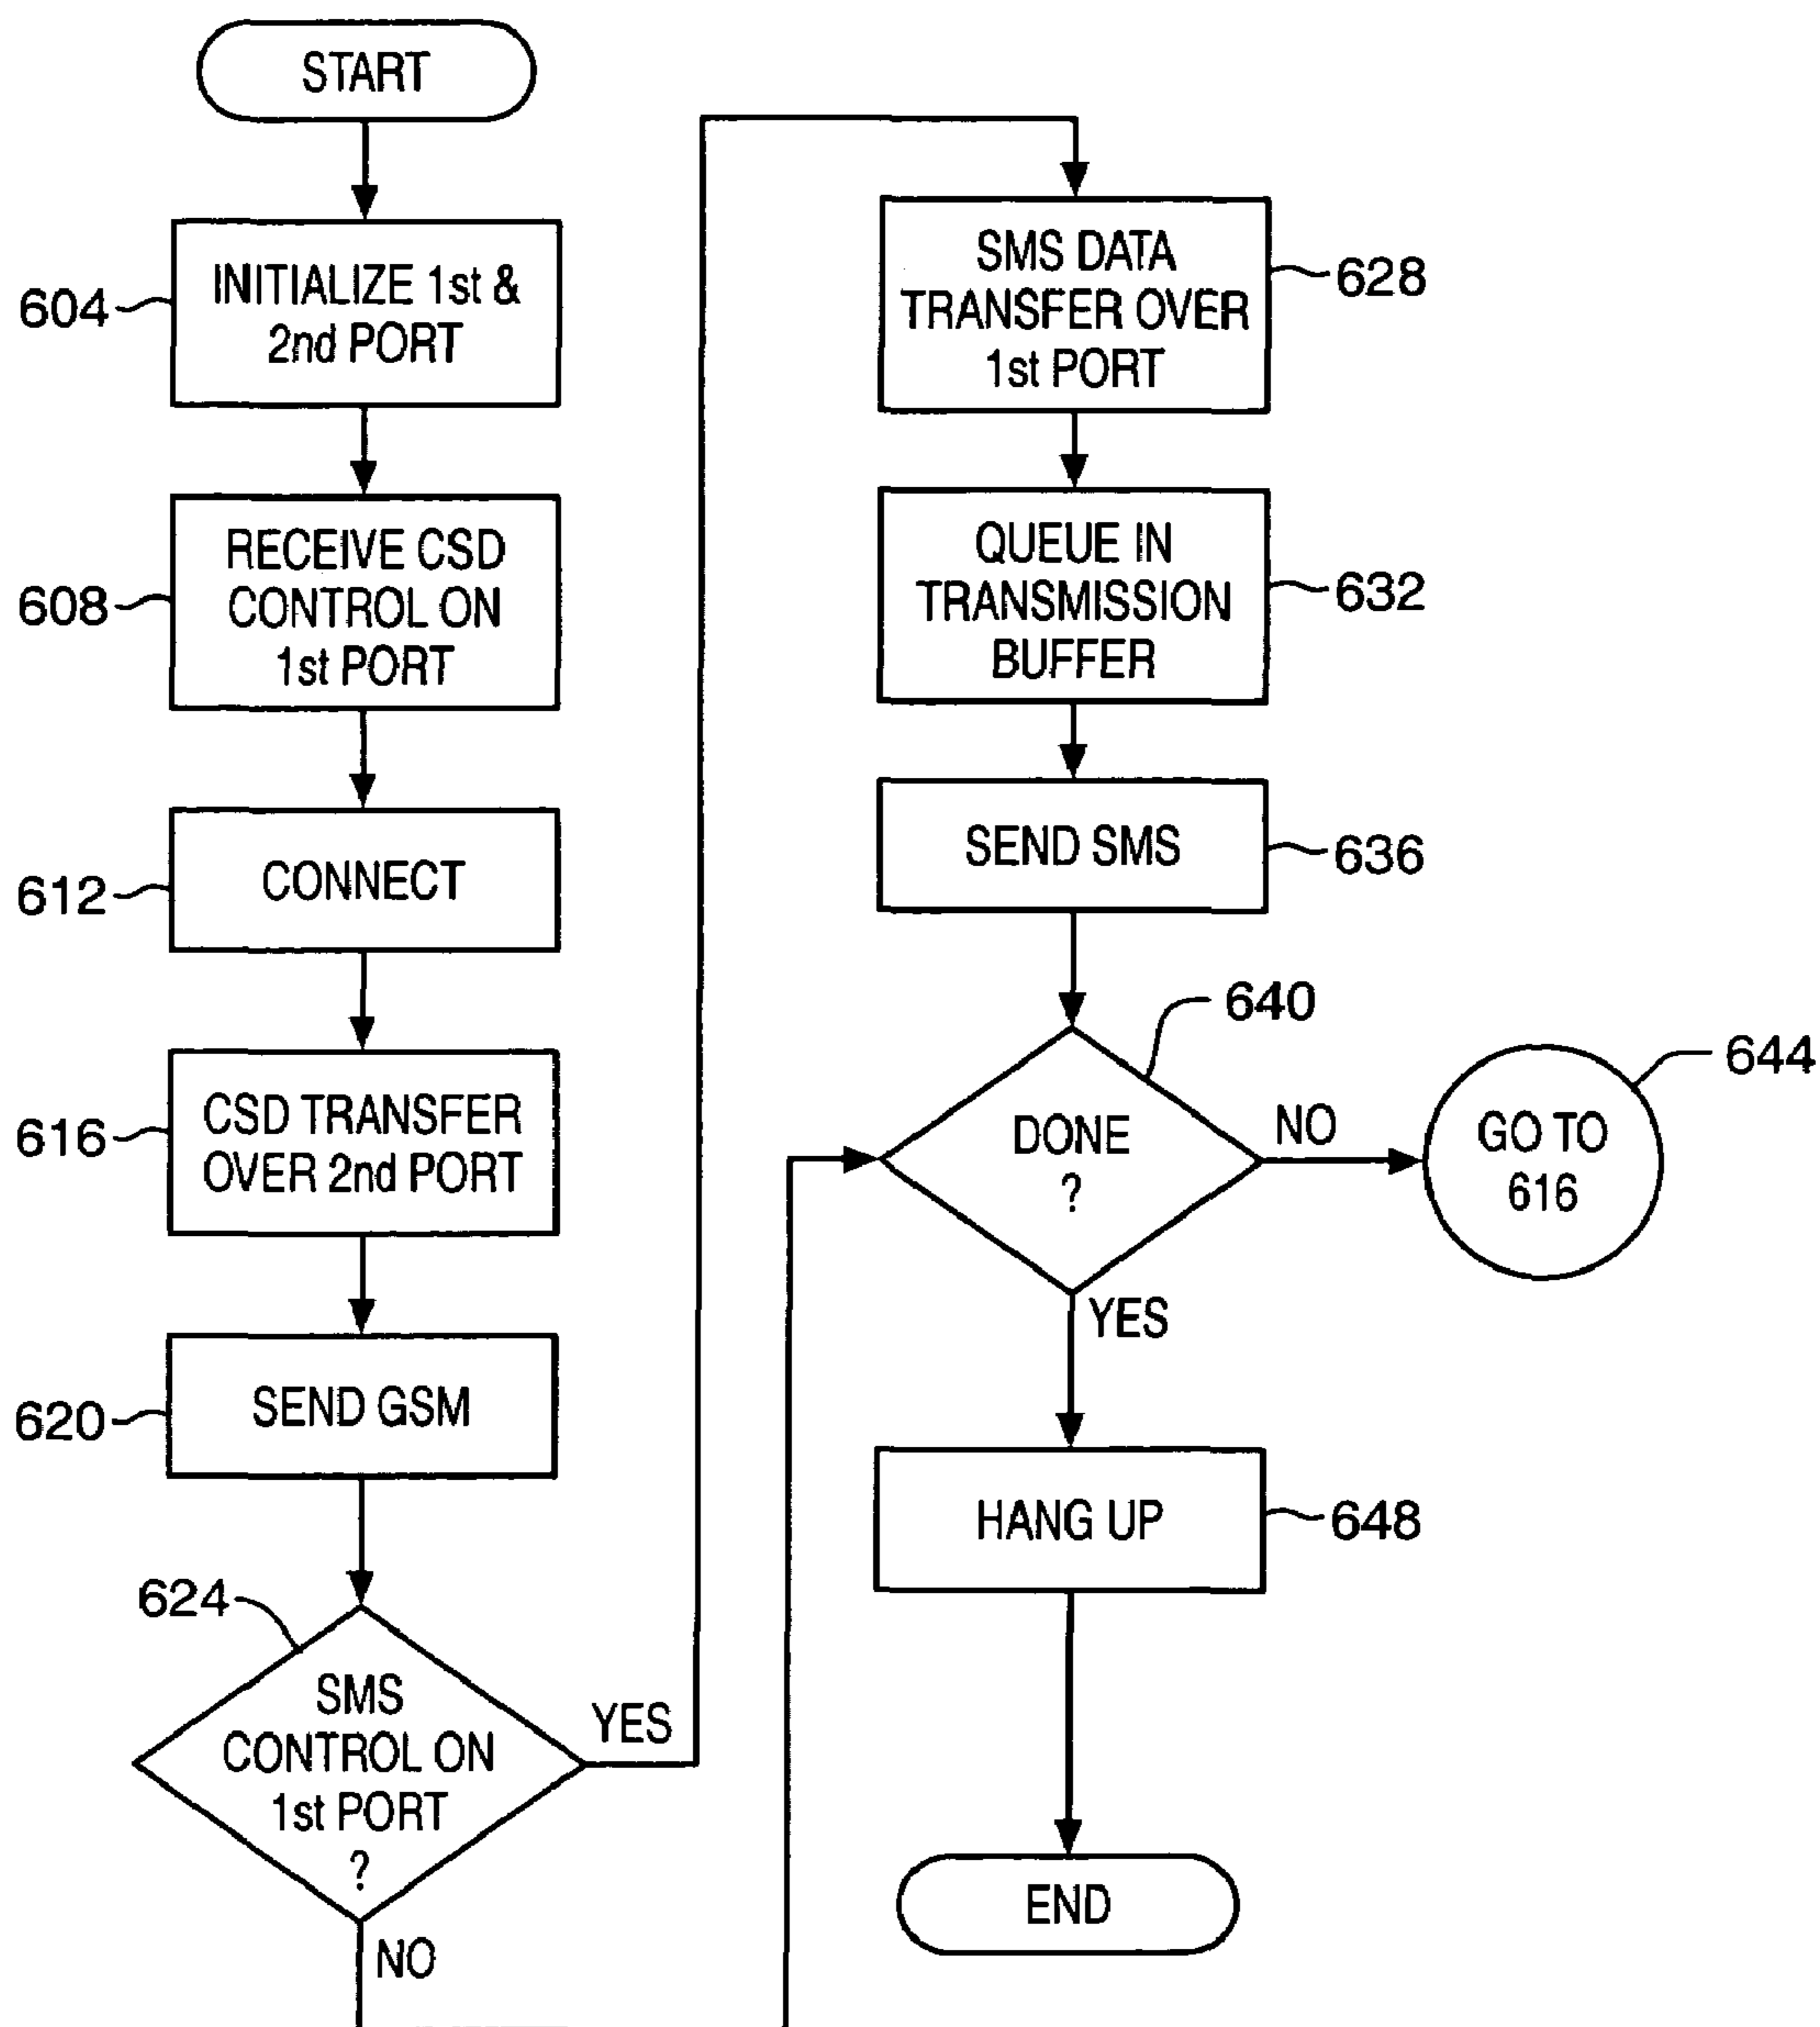 START
604
INITIALIZE 1st &
2nd PORT
608
RECEIVE CSD
CONTROL ON
1st PORT
612
CONNECT
616
CSD TRANSFER
OVER 2nd PORT
620
SEND GSM
624
SMS
CONTROL ON
1st PORT
?
YES
NO
SMS DATA
TRANSFER OVER
1st PORT
628
QUEUE IN
TRANSMISSION
BUFFER
632
SEND SMS
636
640
DONE
?
NO
644
GO TO
616
YES
HANG UP
648
END